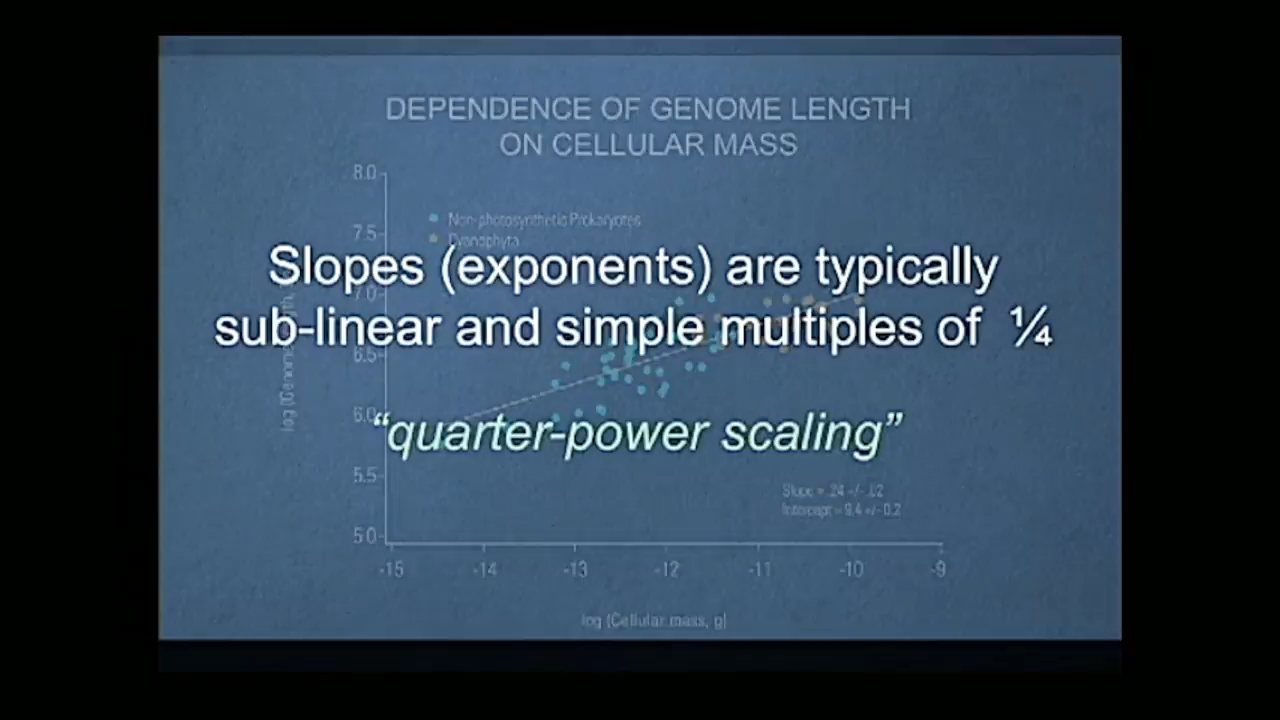 DEPENDENCE OF GENOME LENGTH
ON CELLULAR MASS
8.0
Non-photosynthetic Prokaryotes
7.5
Cyanophyta
Slopes (exponents) are typically
7.0
sub-linear and simple multiples of ¼
6.5
log (Genome length,
6.0
“quarter-power scaling”
5.5
Slope = .24 +/- .02
Intercept = 9.4 +/- 0.2
5.0
-15 -14 -13 -12 -11 -10 -9
log (Cellular mass, g)